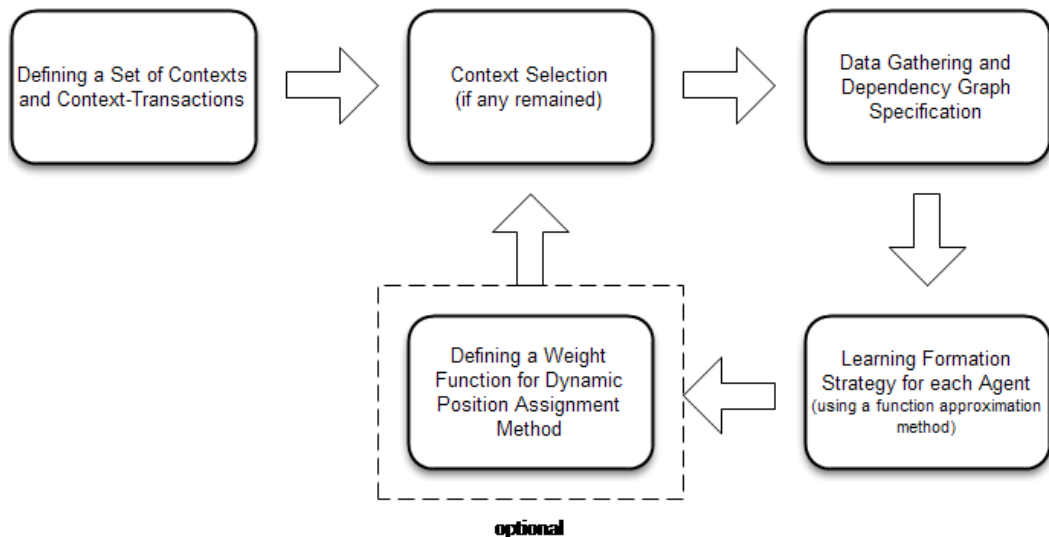 Defining a Set of Contexts
and Context-Transactions
Context Selection
(if any remained)
Data Gathering and
Dependency Graph
Specification
Defining a Weight
Function for Dynamic
Position Assignment
Method
Learning Formation
Strategy for each Agent
(using a function approximation
method)
optional